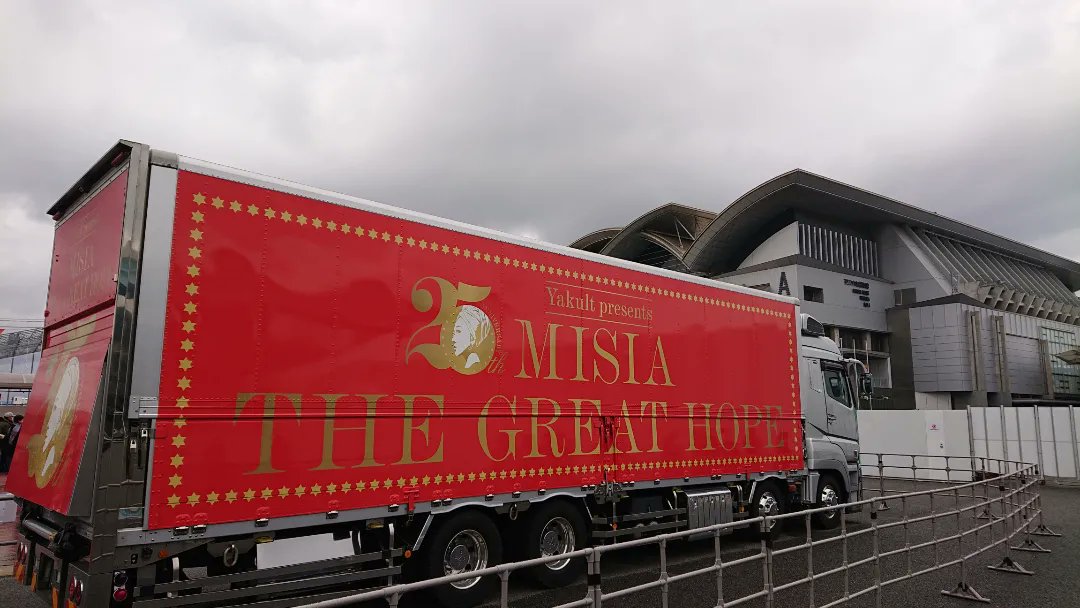 25th
Yakult presents
MISIA
THE GREAT HOPE
A